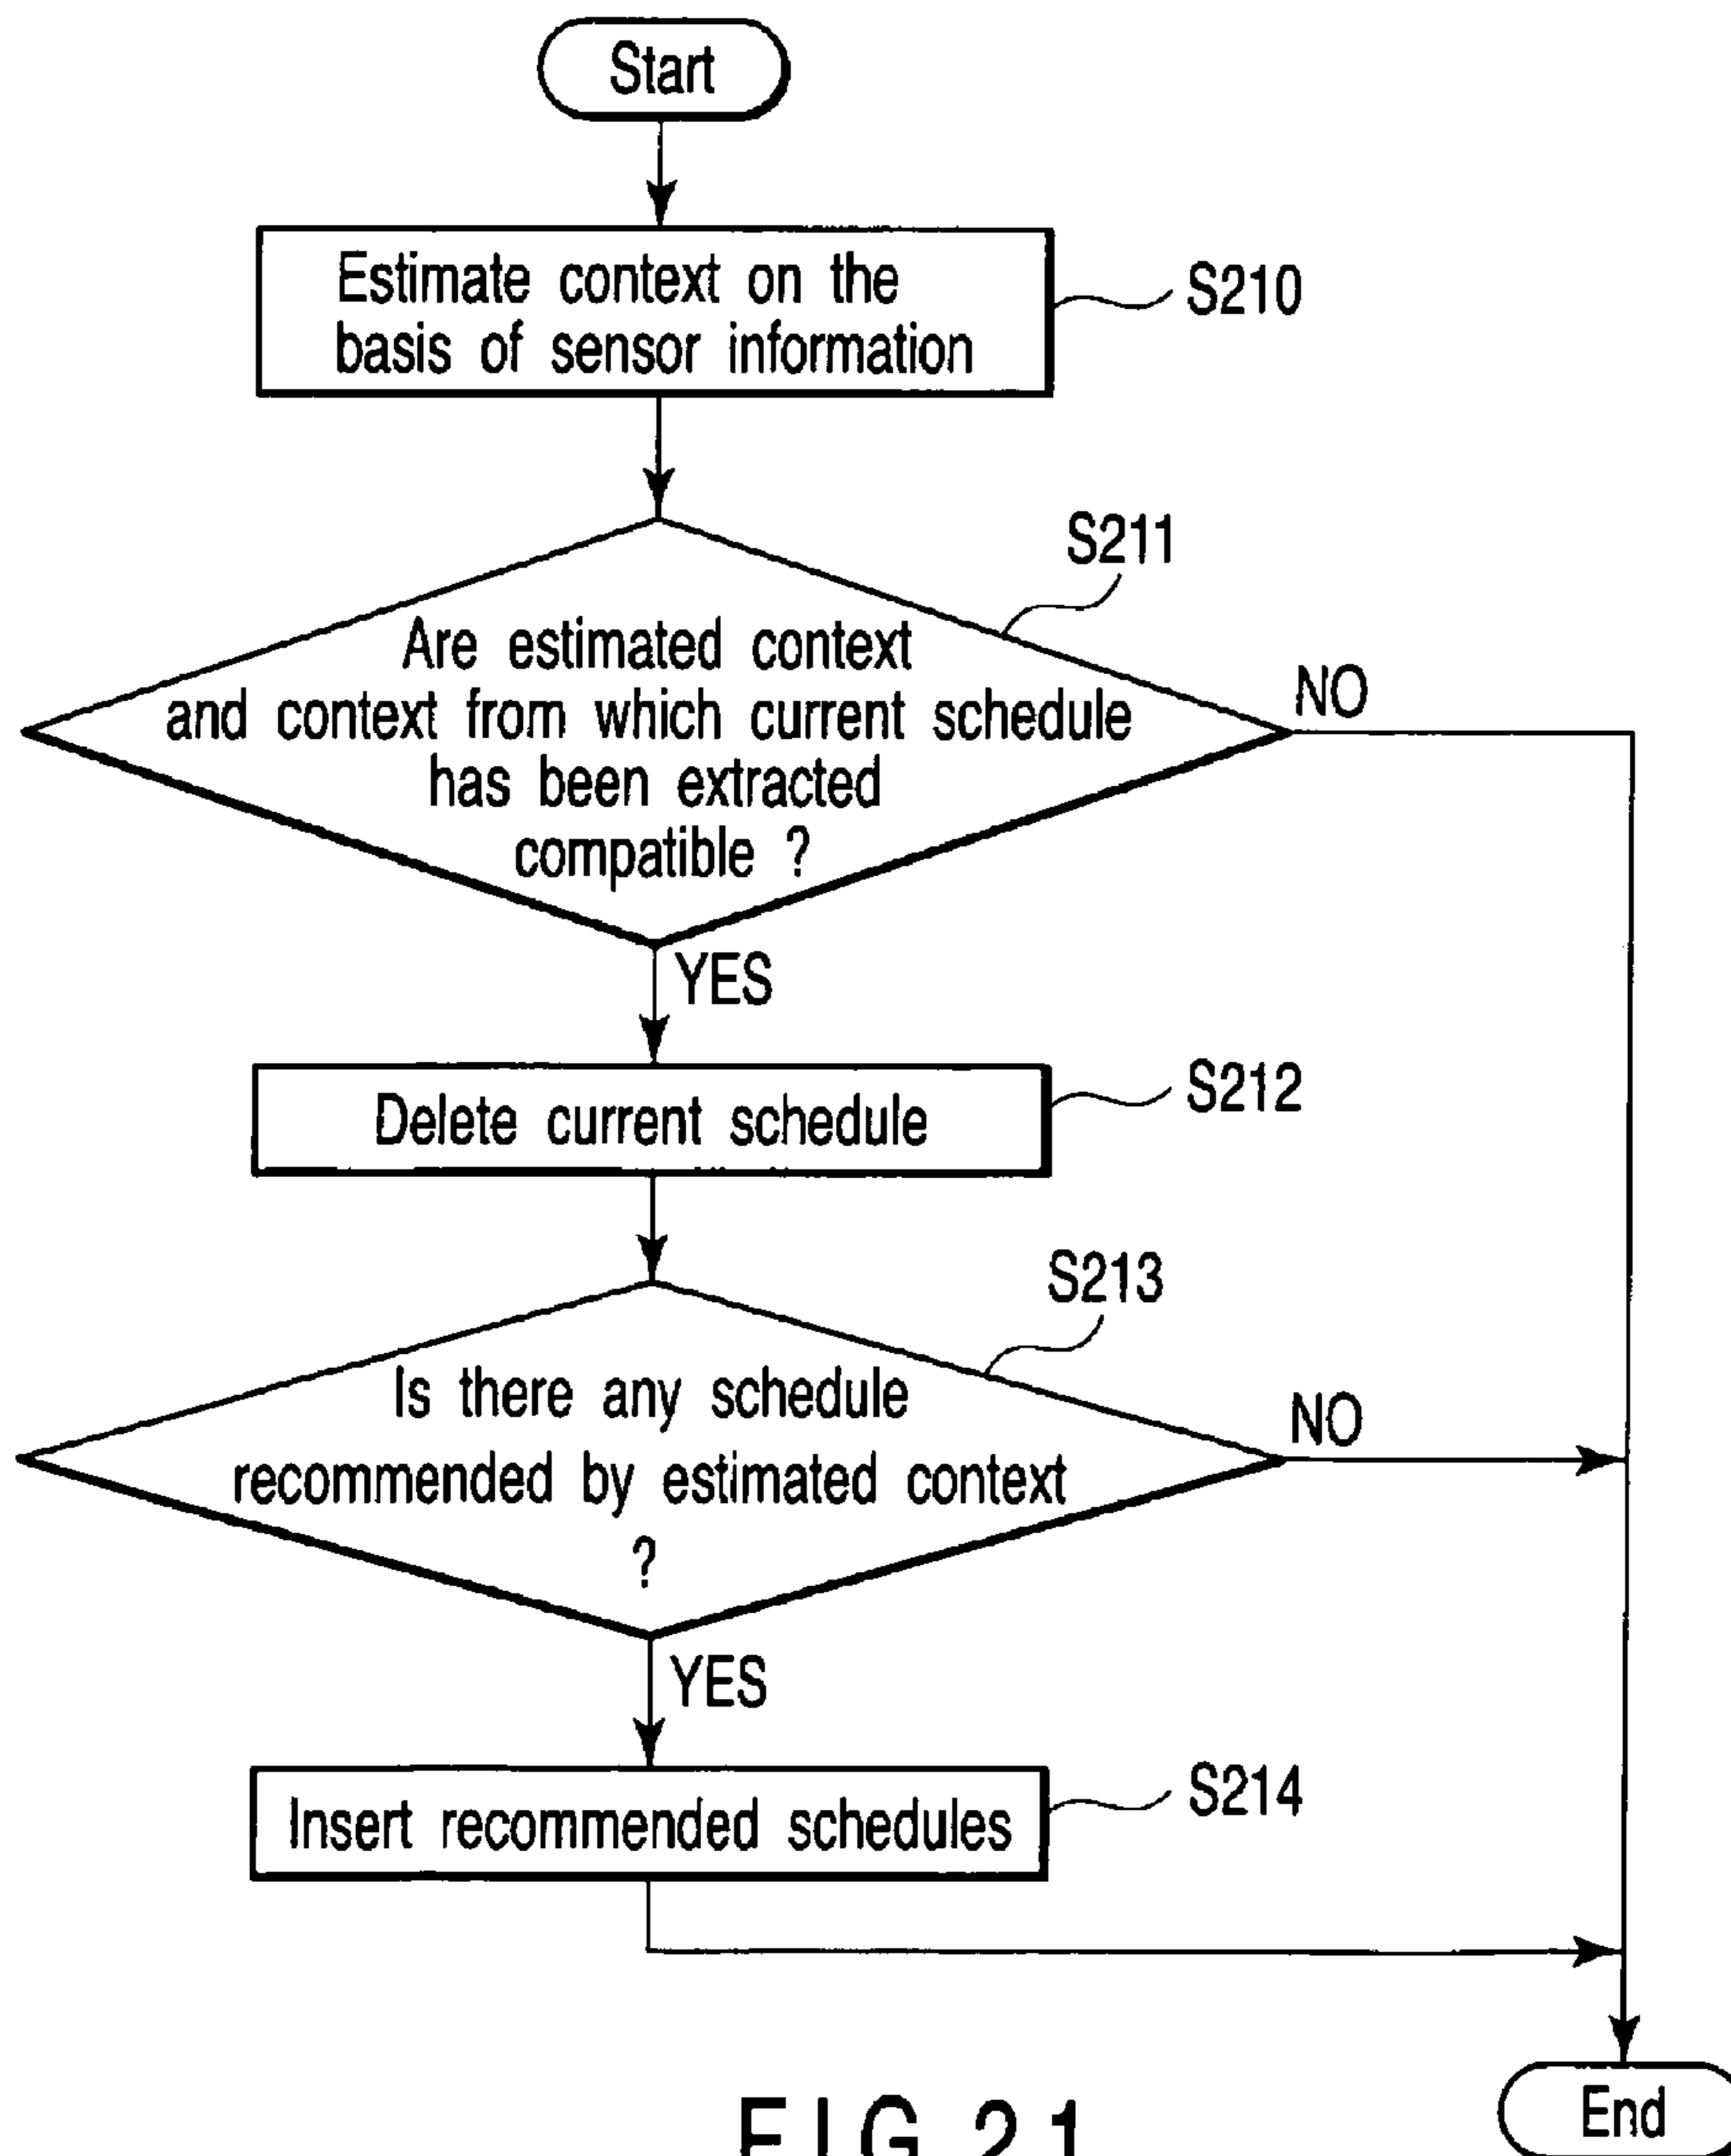 Start
Estimate context on the
basis of sensor information
S210
S211
Are estimated context
and context from which current schedule
has been extracted
compatible ?
NO
YES
Delete current schedule
S212
S213
Is there any schedule
recommended by estimated context
?
NO
YES
Insert recommended schedules
S214
End
FIG. 21